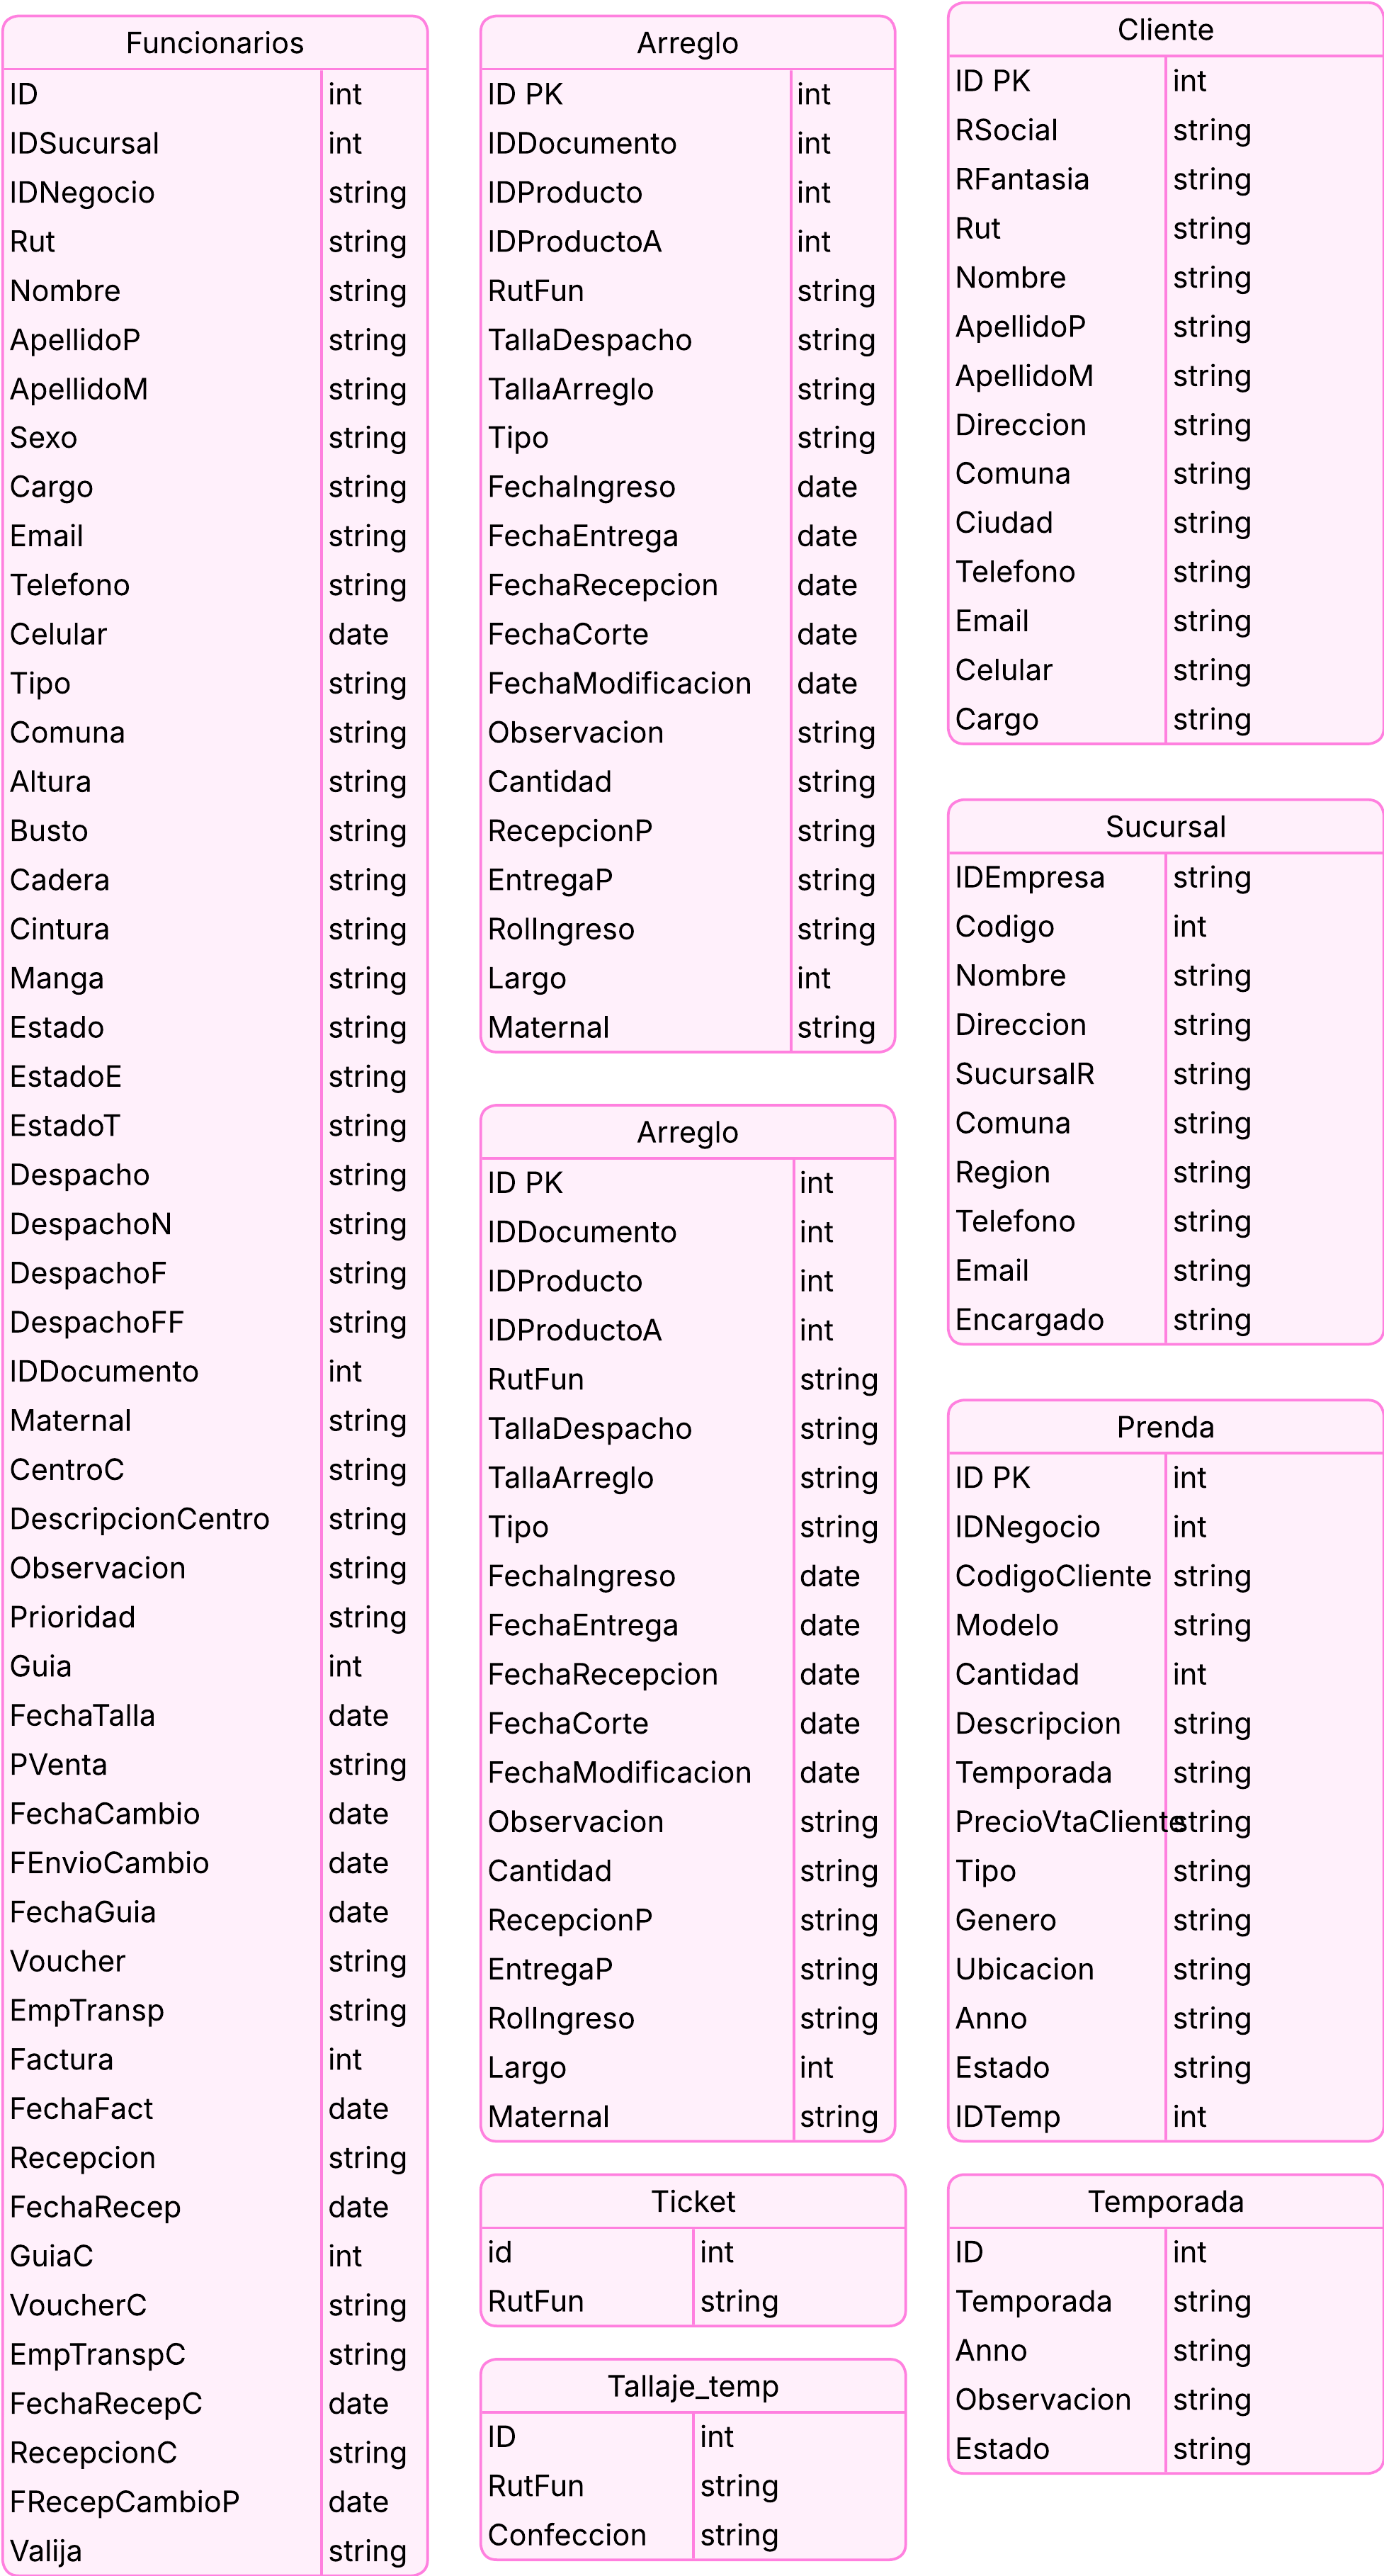 Funcionarios
ID int
IDSucursal int
IDNegocio string
Rut string
Nombre string
ApellidoP string
ApellidoM string
Sexo string
Cargo string
Email string
Telefono string
Celular date
Tipo string
Comuna string
Altura string
Busto string
Cadera string
Cintura string
Manga string
Estado string
EstadoE string
EstadoT string
Despacho string
DespachoN string
DespachoF string
DespachoFF string
IDDocumento int
Maternal string
CentroC string
DescripcionCentro string
Observacion string
Prioridad string
Guia int
FechaTalla date
PVenta string
FechaCambio date
FEnvioCambio date
FechaGuia date
Voucher string
EmpTransp string
Factura int
FechaFact date
Recepcion string
FechaRecep date
GuiaC int
VoucherC string
EmpTranspC string
FechaRecepC date
RecepcionC string
FRecepCambioP date
Valija string
Arreglo
ID PK int
IDDocumento int
IDProducto int
IDProductoA int
RutFun string
TallaDespacho string
TallaArreglo string
Tipo string
FechaIngreso date
FechaEntrega date
FechaRecepcion date
FechaCorte date
FechaModificacion date
Observacion string
Cantidad string
RecepcionP string
EntregaP string
RolIngreso string
Largo int
Maternal string
Arreglo
ID PK int
IDDocumento int
IDProducto int
IDProductoA int
RutFun string
TallaDespacho string
TallaArreglo string
Tipo string
FechaIngreso date
FechaEntrega date
FechaRecepcion date
FechaCorte date
FechaModificacion date
Observacion string
Cantidad string
RecepcionP string
EntregaP string
RolIngreso string
Largo int
Maternal string
Ticket
id int
RutFun string
Tallaje_temp
ID int
RutFun string
Confeccion string
Cliente
ID PK int
RSocial string
RFantasia string
Rut string
Nombre string
ApellidoP string
ApellidoM string
Direccion string
Comuna string
Ciudad string
Telefono string
Email string
Celular string
Cargo string
Sucursal
IDEmpresa string
Codigo int
Nombre string
Direccion string
SucursalR string
Comuna string
Region string
Telefono string
Email string
Encargado string
Prenda
ID PK int
IDNegocio int
CodigoCliente string
Modelo string
Cantidad int
Descripcion string
Temporada string
PrecioVtaCliente string
Tipo string
Genero string
Ubicacion string
Anno string
Estado string
IDTemp int
Temporada
ID int
Temporada string
Anno string
Observacion string
Estado string